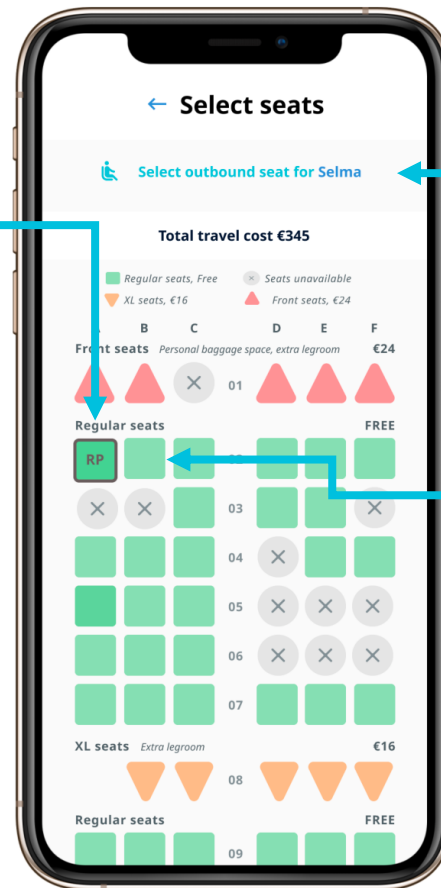 ← Select seats
Select outbound seat for Selma
Total travel cost €345
Regular seats, Free × Seats unavailable
XL seats, €16 Front seats, €24
B C D E F
Front seats Personal baggage space, extra legroom €24
01
Regular seats FREE
RP
03
04
05
06
07
XL seats Extra legroom €16
08
Regular seats FREE
09